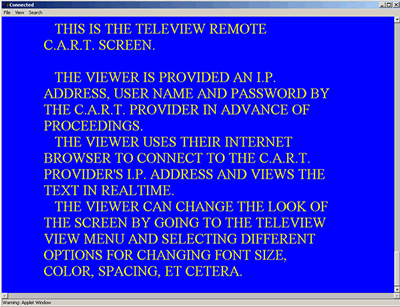 - Connected
File View Search
THIS IS THE TELEVIEW REMOTE
C.A.R.T. SCREEN.
THE VIEWER IS PROVIDED AN I.P.
ADDRESS, USER NAME AND PASSWORD BY
THE C.A.R.T. PROVIDER IN ADVANCE OF
PROCEEDINGS.
THE VIEWER USES THEIR INTERNET
BROWSER TO CONNECT TO THE C.A.R.T.
PROVIDER'S I.P. ADDRESS AND VIEWS THE
TEXT IN REALTIME.
THE VIEWER CAN CHANGE THE LOOK OF
THE SCREEN BY GOING TO THE TELEVIEW
VIEW MENU AND SELECTING DIFFERENT
OPTIONS FOR CHANGING FONT SIZE,
COLOR, SPACING, ET CETERA.
Warning: Applet Window